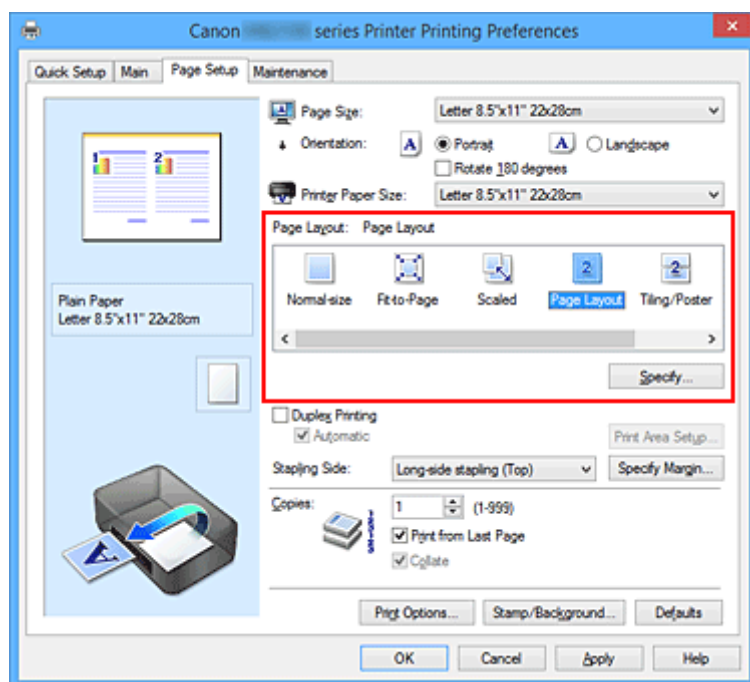 Canon series Printer Printing Preferences
Quick Setup Main Page Setup Maintenance
Page Size: Letter 8.5"x11" 22x28cm
Orientation: A Portrait A Landscape
Rotate 180 degrees
Printer Paper Size: Letter 8.5"x11" 22x28cm
Page Layout: Page Layout
1 2
2 2
Normal-size Fit-to-Page Scaled Page Layout Tiling/Poster
Plain Paper
Letter 8.5"x11" 22x28cm
Specify...
Duplex Printing
Automatic Print Area Setup...
Stapling Side: Long-side stapling (Top) Specify Margin...
Copies: 1 (1-999)
Print from Last Page
Collate
A
Print Options... Stamp/Background... Defaults
OK Cancel Apply Help